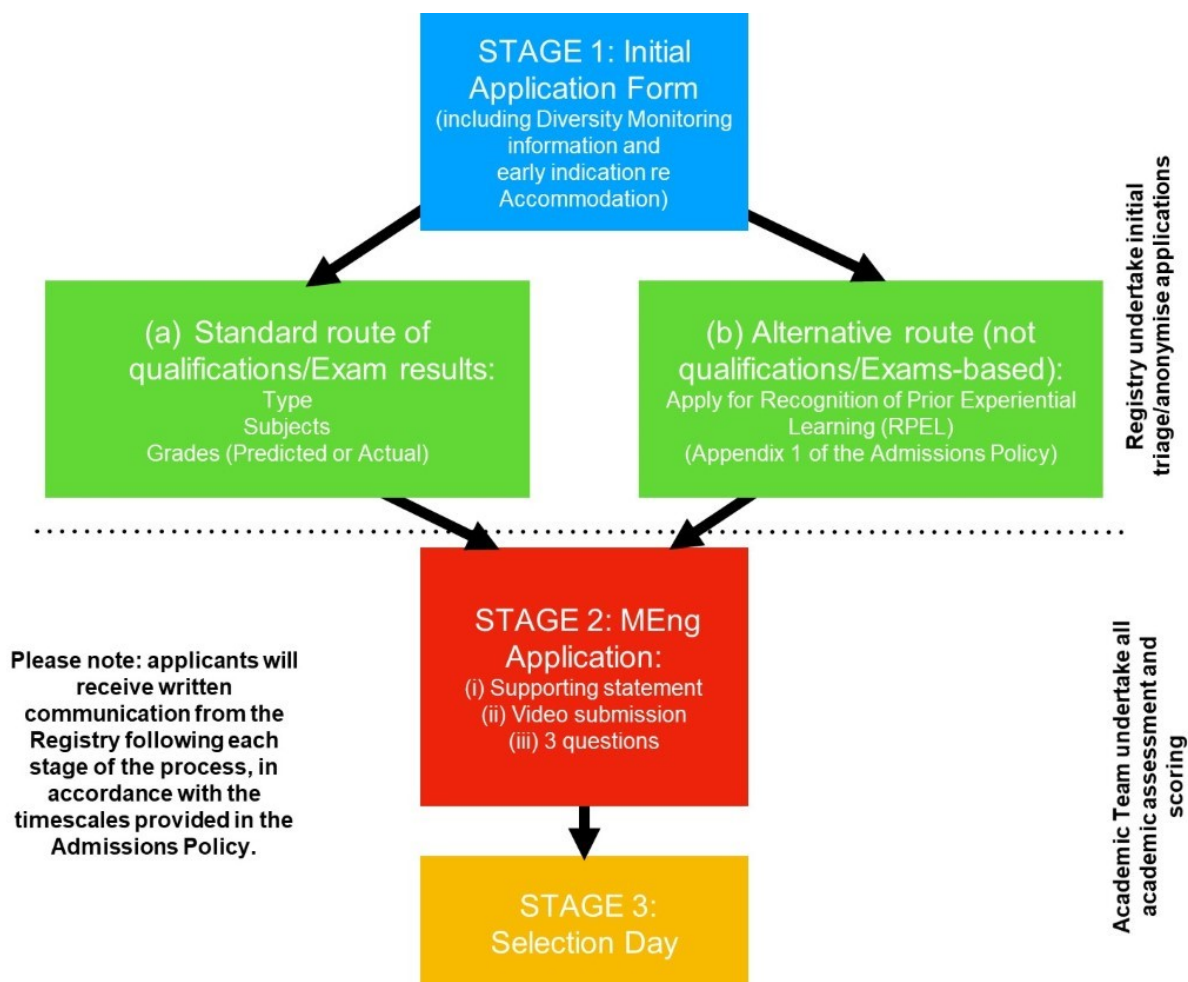 STAGE 1: Initial
Application Form
(including Diversity Monitoring
information and
early indication re
Accommodation)
Registry undertake initial
triage/anonymise applications
(a) Standard route of
qualifications/Exam results:
Type
Subjects
Grades (Predicted or Actual)
(b) Alternative route (not
qualifications/Exams-based):
Apply for Recognition of Prior Experiential
Learning (RPEL)
(Appendix 1 of the Admissions Policy)
STAGE 2: MEng
Application:
(i) Supporting statement
(ii) Video submission
(iii) 3 questions
Please note: applicants will
receive written
communication from the
Registry following each
stage of the process, in
accordance with the
timescales provided in the
Admissions Policy.
Academic Team undertake all
academic assessment and
scoring
STAGE 3:
Selection Day